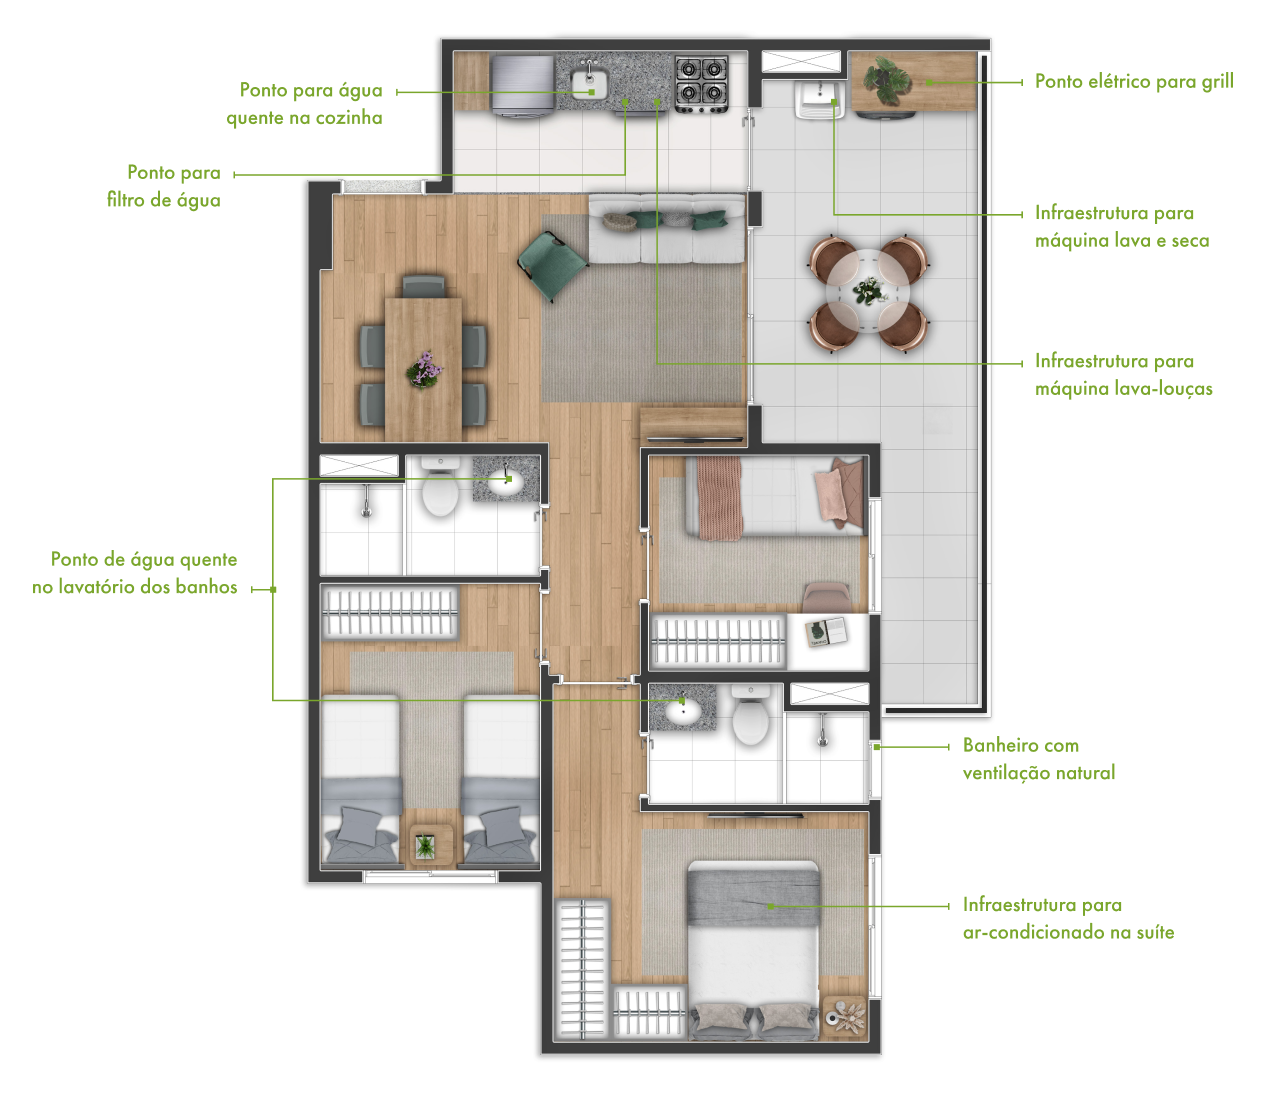 Ponto para água
quente na cozinha
Ponto para
filtro de água
Ponto de água quente
no lavatório dos banhos
Ponto elétrico para grill
Infraestrutura para
máquina lava e seca
Infraestrutura para
máquina lava-louças
Banheiro com
ventilação natural
Infraestrutura para
ar-condicionado na suíte